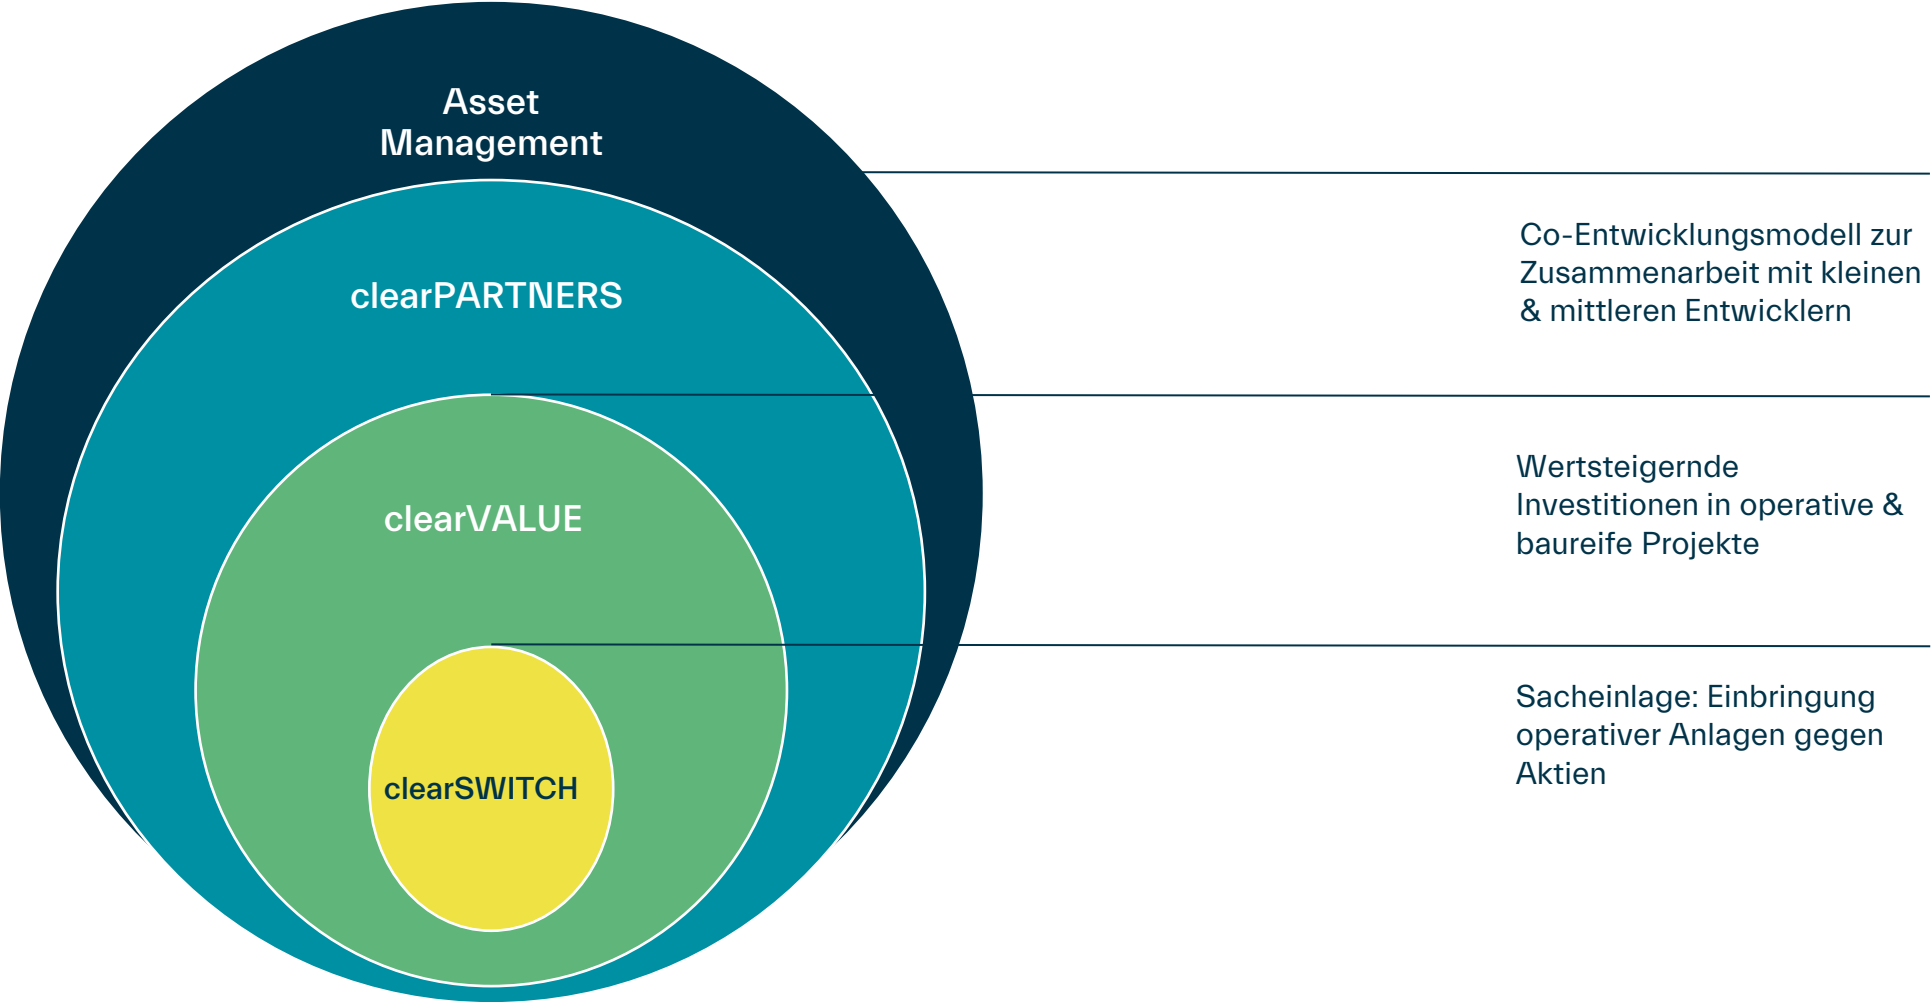 Asset
Management
clearPARTNERS
Co-Entwicklungsmodell zur
Zusammenarbeit mit kleinen
& mittleren Entwicklern
clearVALUE
Wertsteigernde
Investitionen in operative &
baureife Projekte
clearSWITCH
Sacheinlage: Einbringung
operativer Anlagen gegen
Aktien